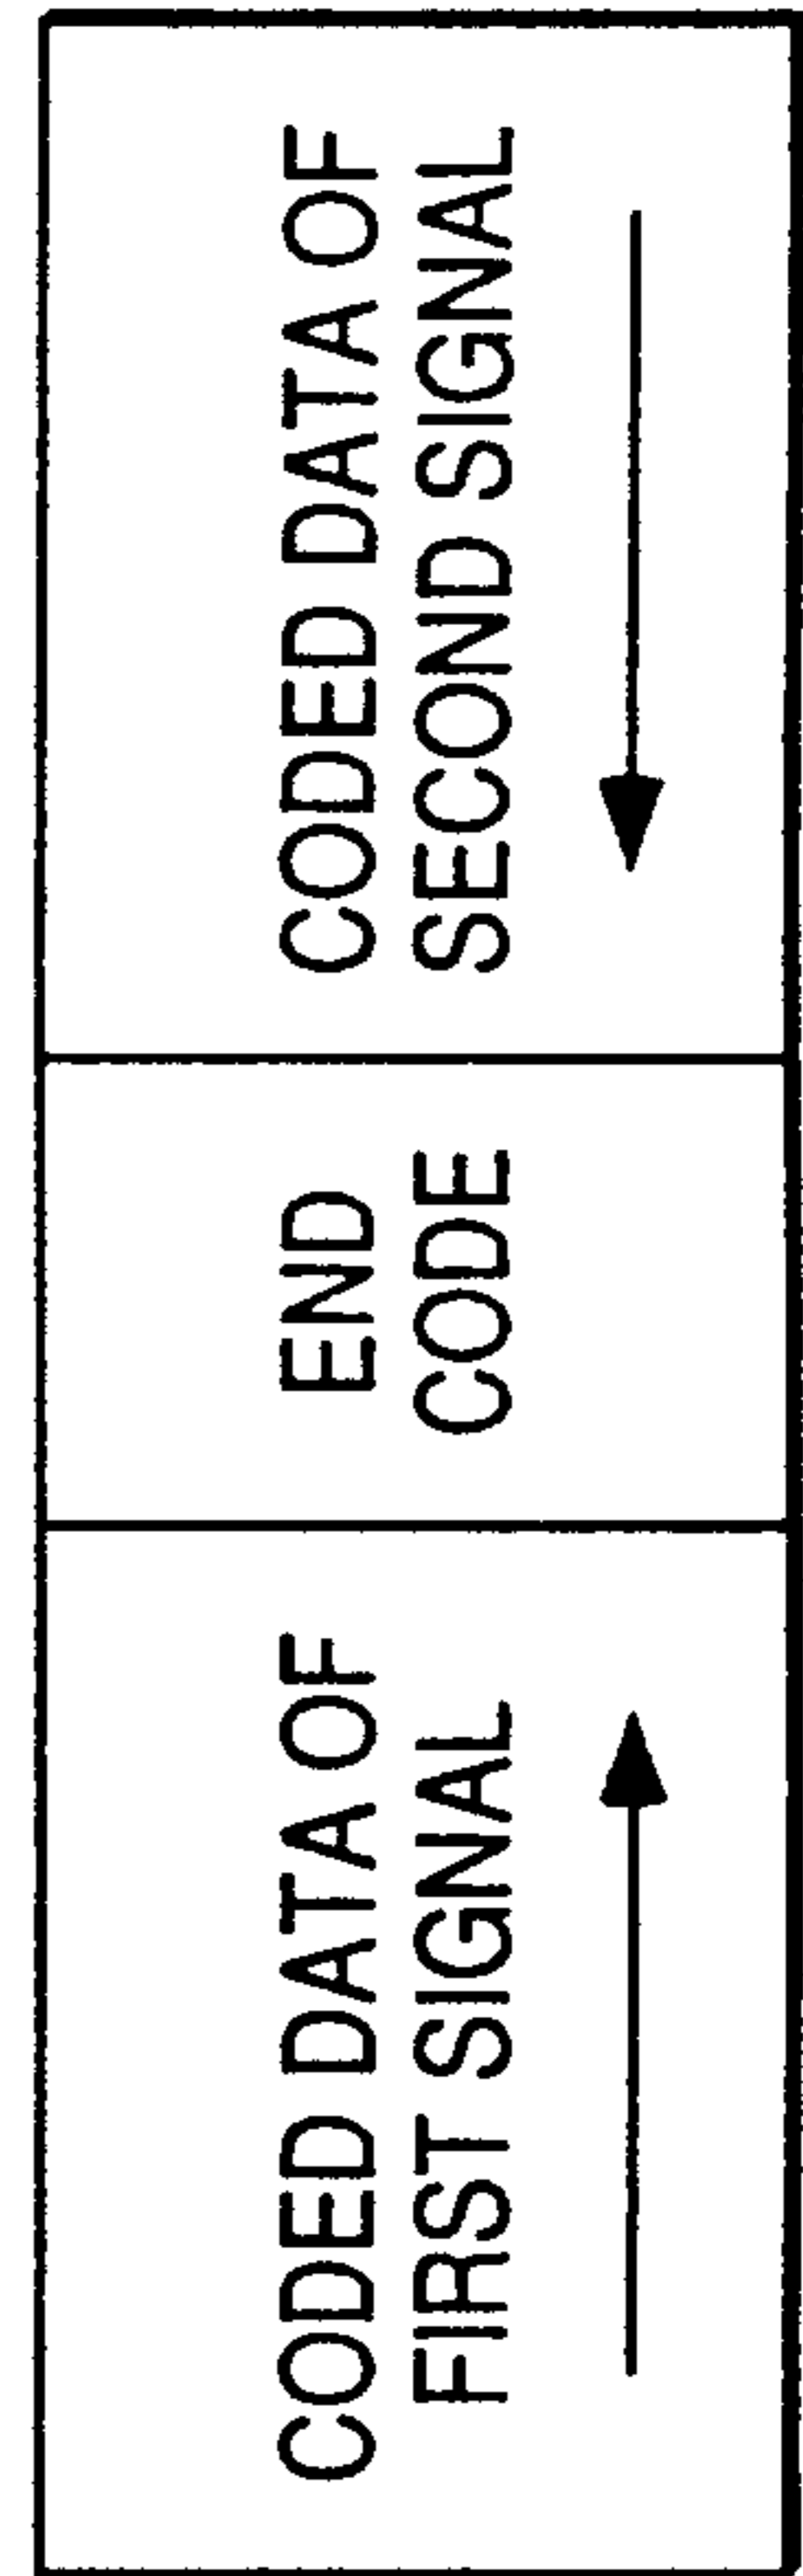 CODED DATA OF
FIRST SIGNAL
END
CODE
CODED DATA OF
SECOND SIGNAL